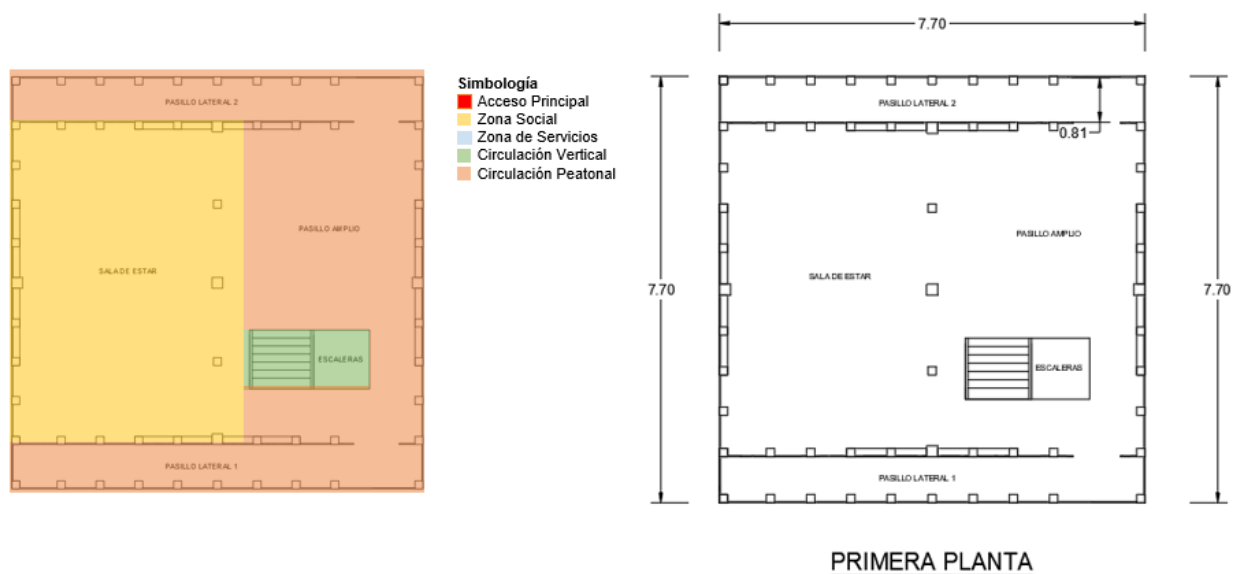 PASILLO LATERAL 2
SALA DE ESTAR
PASILLO AMPLIO
ESCALERAS
PASILLO LATERAL 1
Simbología
Acceso Principal
Zona Social
Zona de Servicios
Circulación Vertical
Circulación Peatonal
7.70
PASILLO LATERAL 2
0.81
PASILLO AMPLIO
SALA DE ESTAR
7.70
7.70
ESCALERAS
PASILLO LATERAL 1
PRIMERA PLANTA